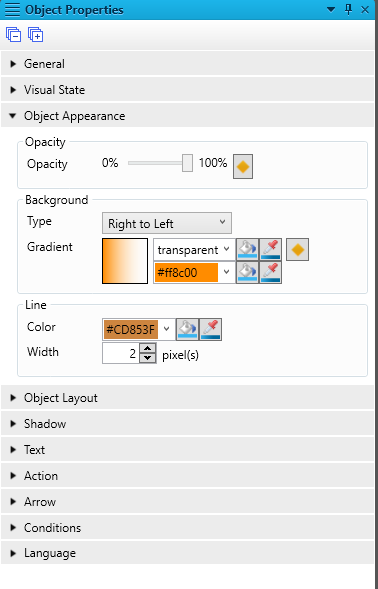 Object Properties
General
Visual State
Object Appearance
Opacity
Opacity 0% 100%
Background
Type Right to Left
Gradient transparent
#ff8c00
Line
Color #CD853F
Width 2 pixel(s)
Object Layout
Shadow
Text
Action
Arrow
Conditions
Language